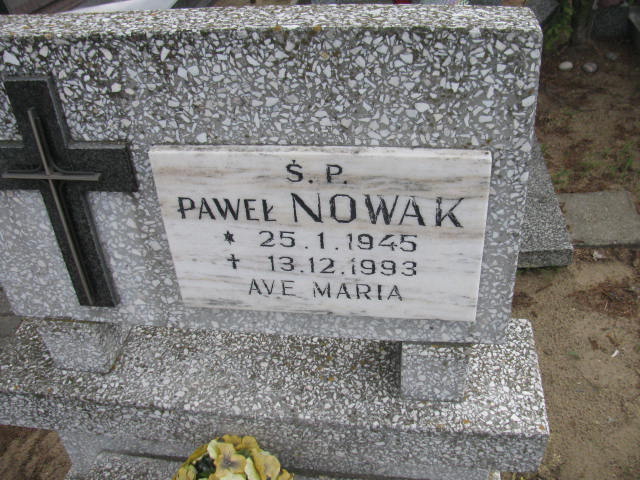 Ś. P.
PAWEŁ NOWAK
* 25.1.1945
✝ 13.12.1993
AVE MARIA